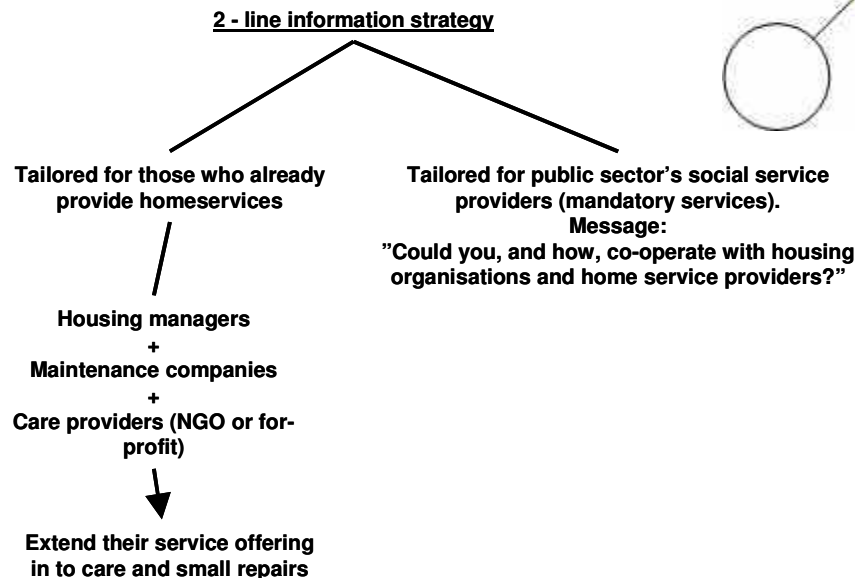 2 - line information strategy
Tailored for those who already
provide homeservices
Tailored for public sector’s social service
providers (mandatory services).
Message:
”Could you, and how, co-operate with housing
organisations and home service providers?”
Housing managers
+
Maintenance companies
+
Care providers (NGO or for-
profit)
Extend their service offering
in to care and small repairs